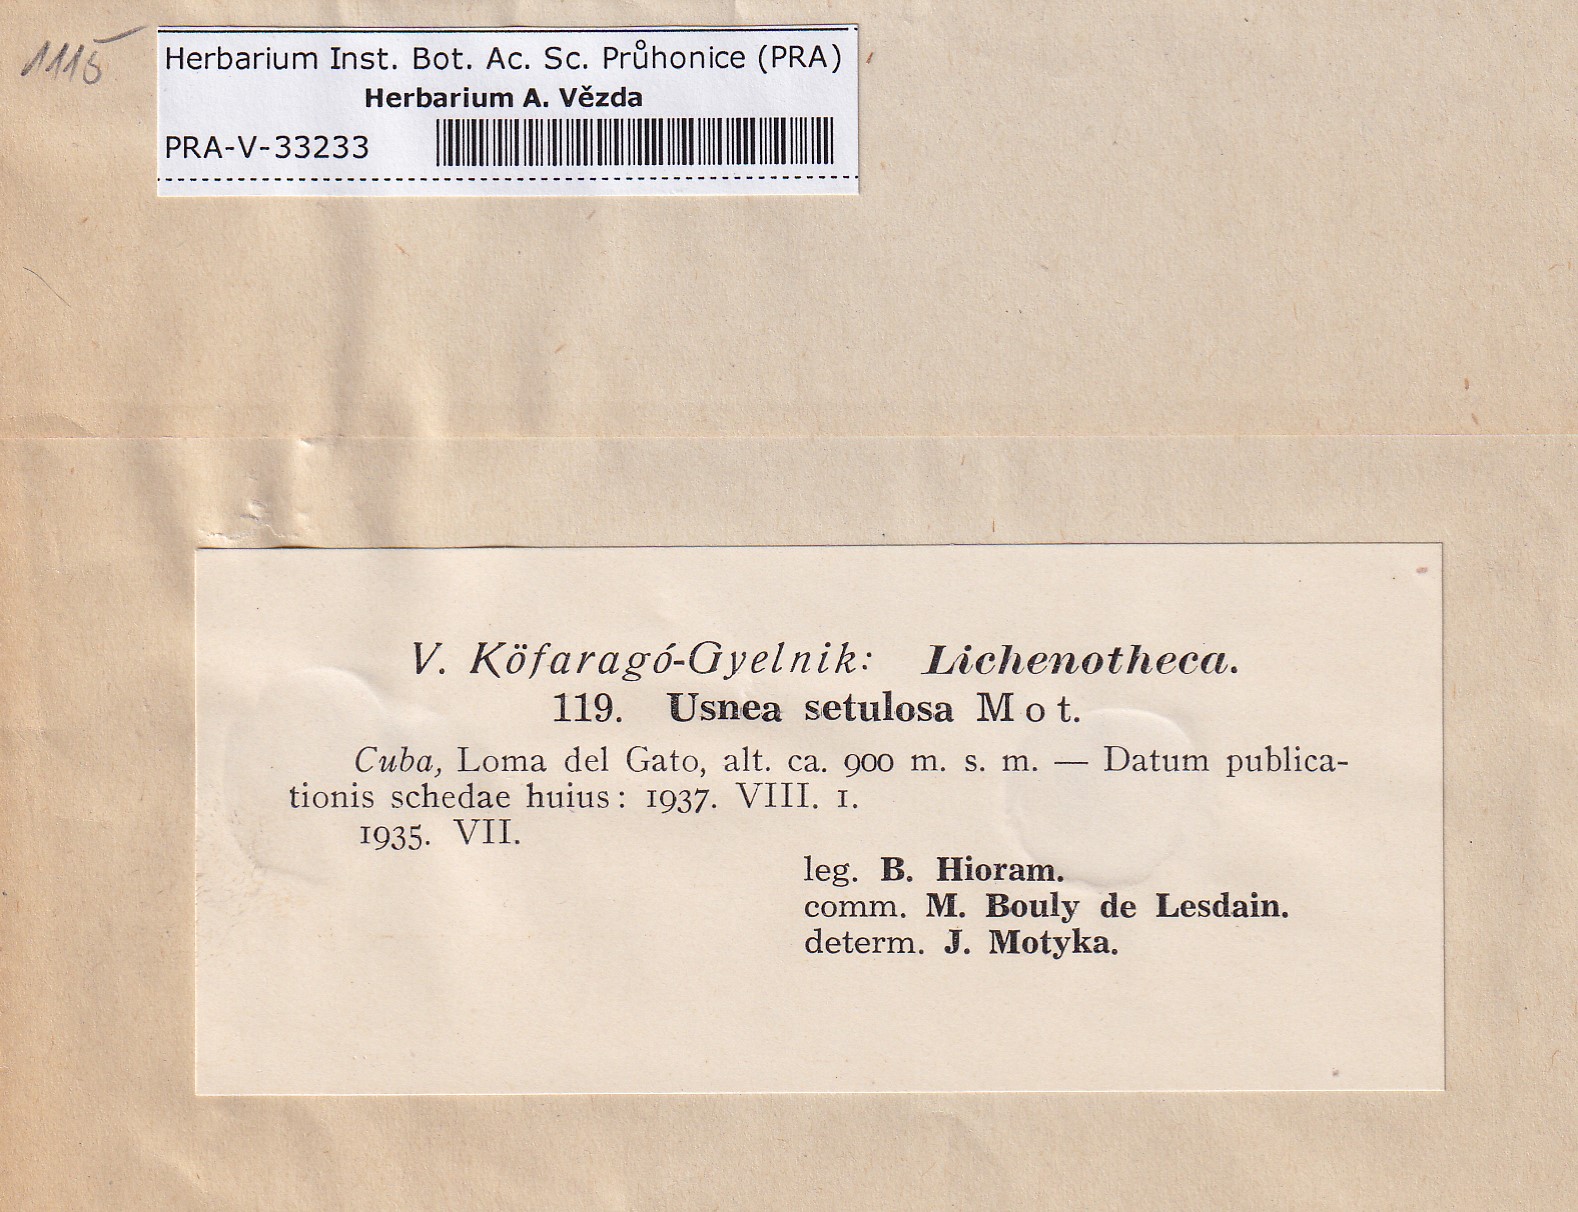 1115
Herbarium Inst. Bot. Ac. Sc. Průhonice (PRA)
Herbarium A. Vězda
PRA-V-33233
V. Köfaragó-Gyelnik: Lichenotheca.
119. Usnea setulosa Mot.
Cuba, Loma del Gato, alt. ca. 900 m. s. m. — Datum publica-
tionis schedae huius: 1937. VIII. 1.
1935. VII.
leg. B. Hioram.
comm. M. Bouly de Lesdain.
determ. J. Motyka.